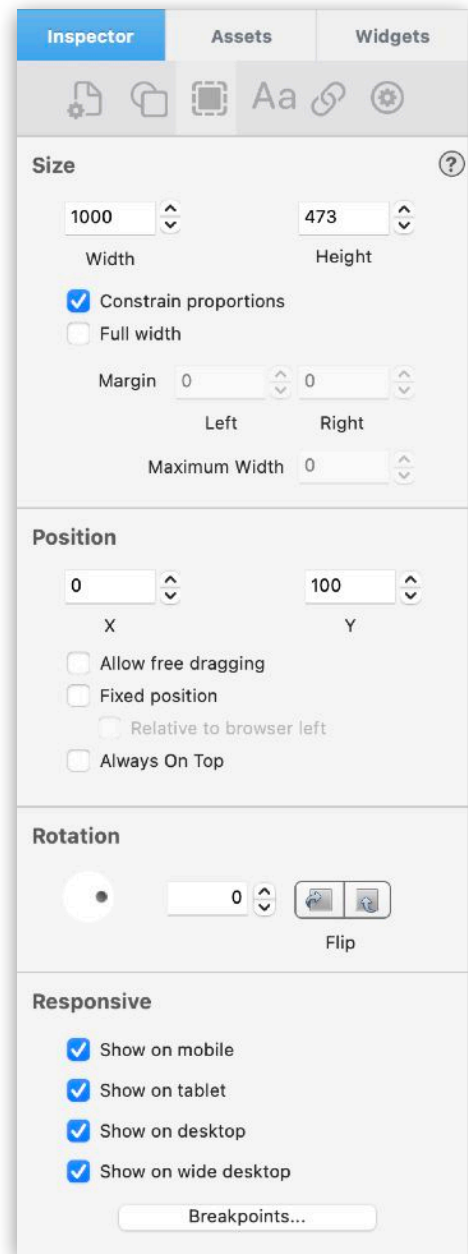 Inspector Assets Widgets
Aa
Size ?
1000 473
Width Height
Constrain proportions
Full width
Margin 0 0
Left Right
Maximum Width 0
Position
0 100
X Y
Allow free dragging
Fixed position
Relative to browser left
Always On Top
Rotation
0
Flip
Responsive
Show on mobile
Show on tablet
Show on desktop
Show on wide desktop
Breakpoints...